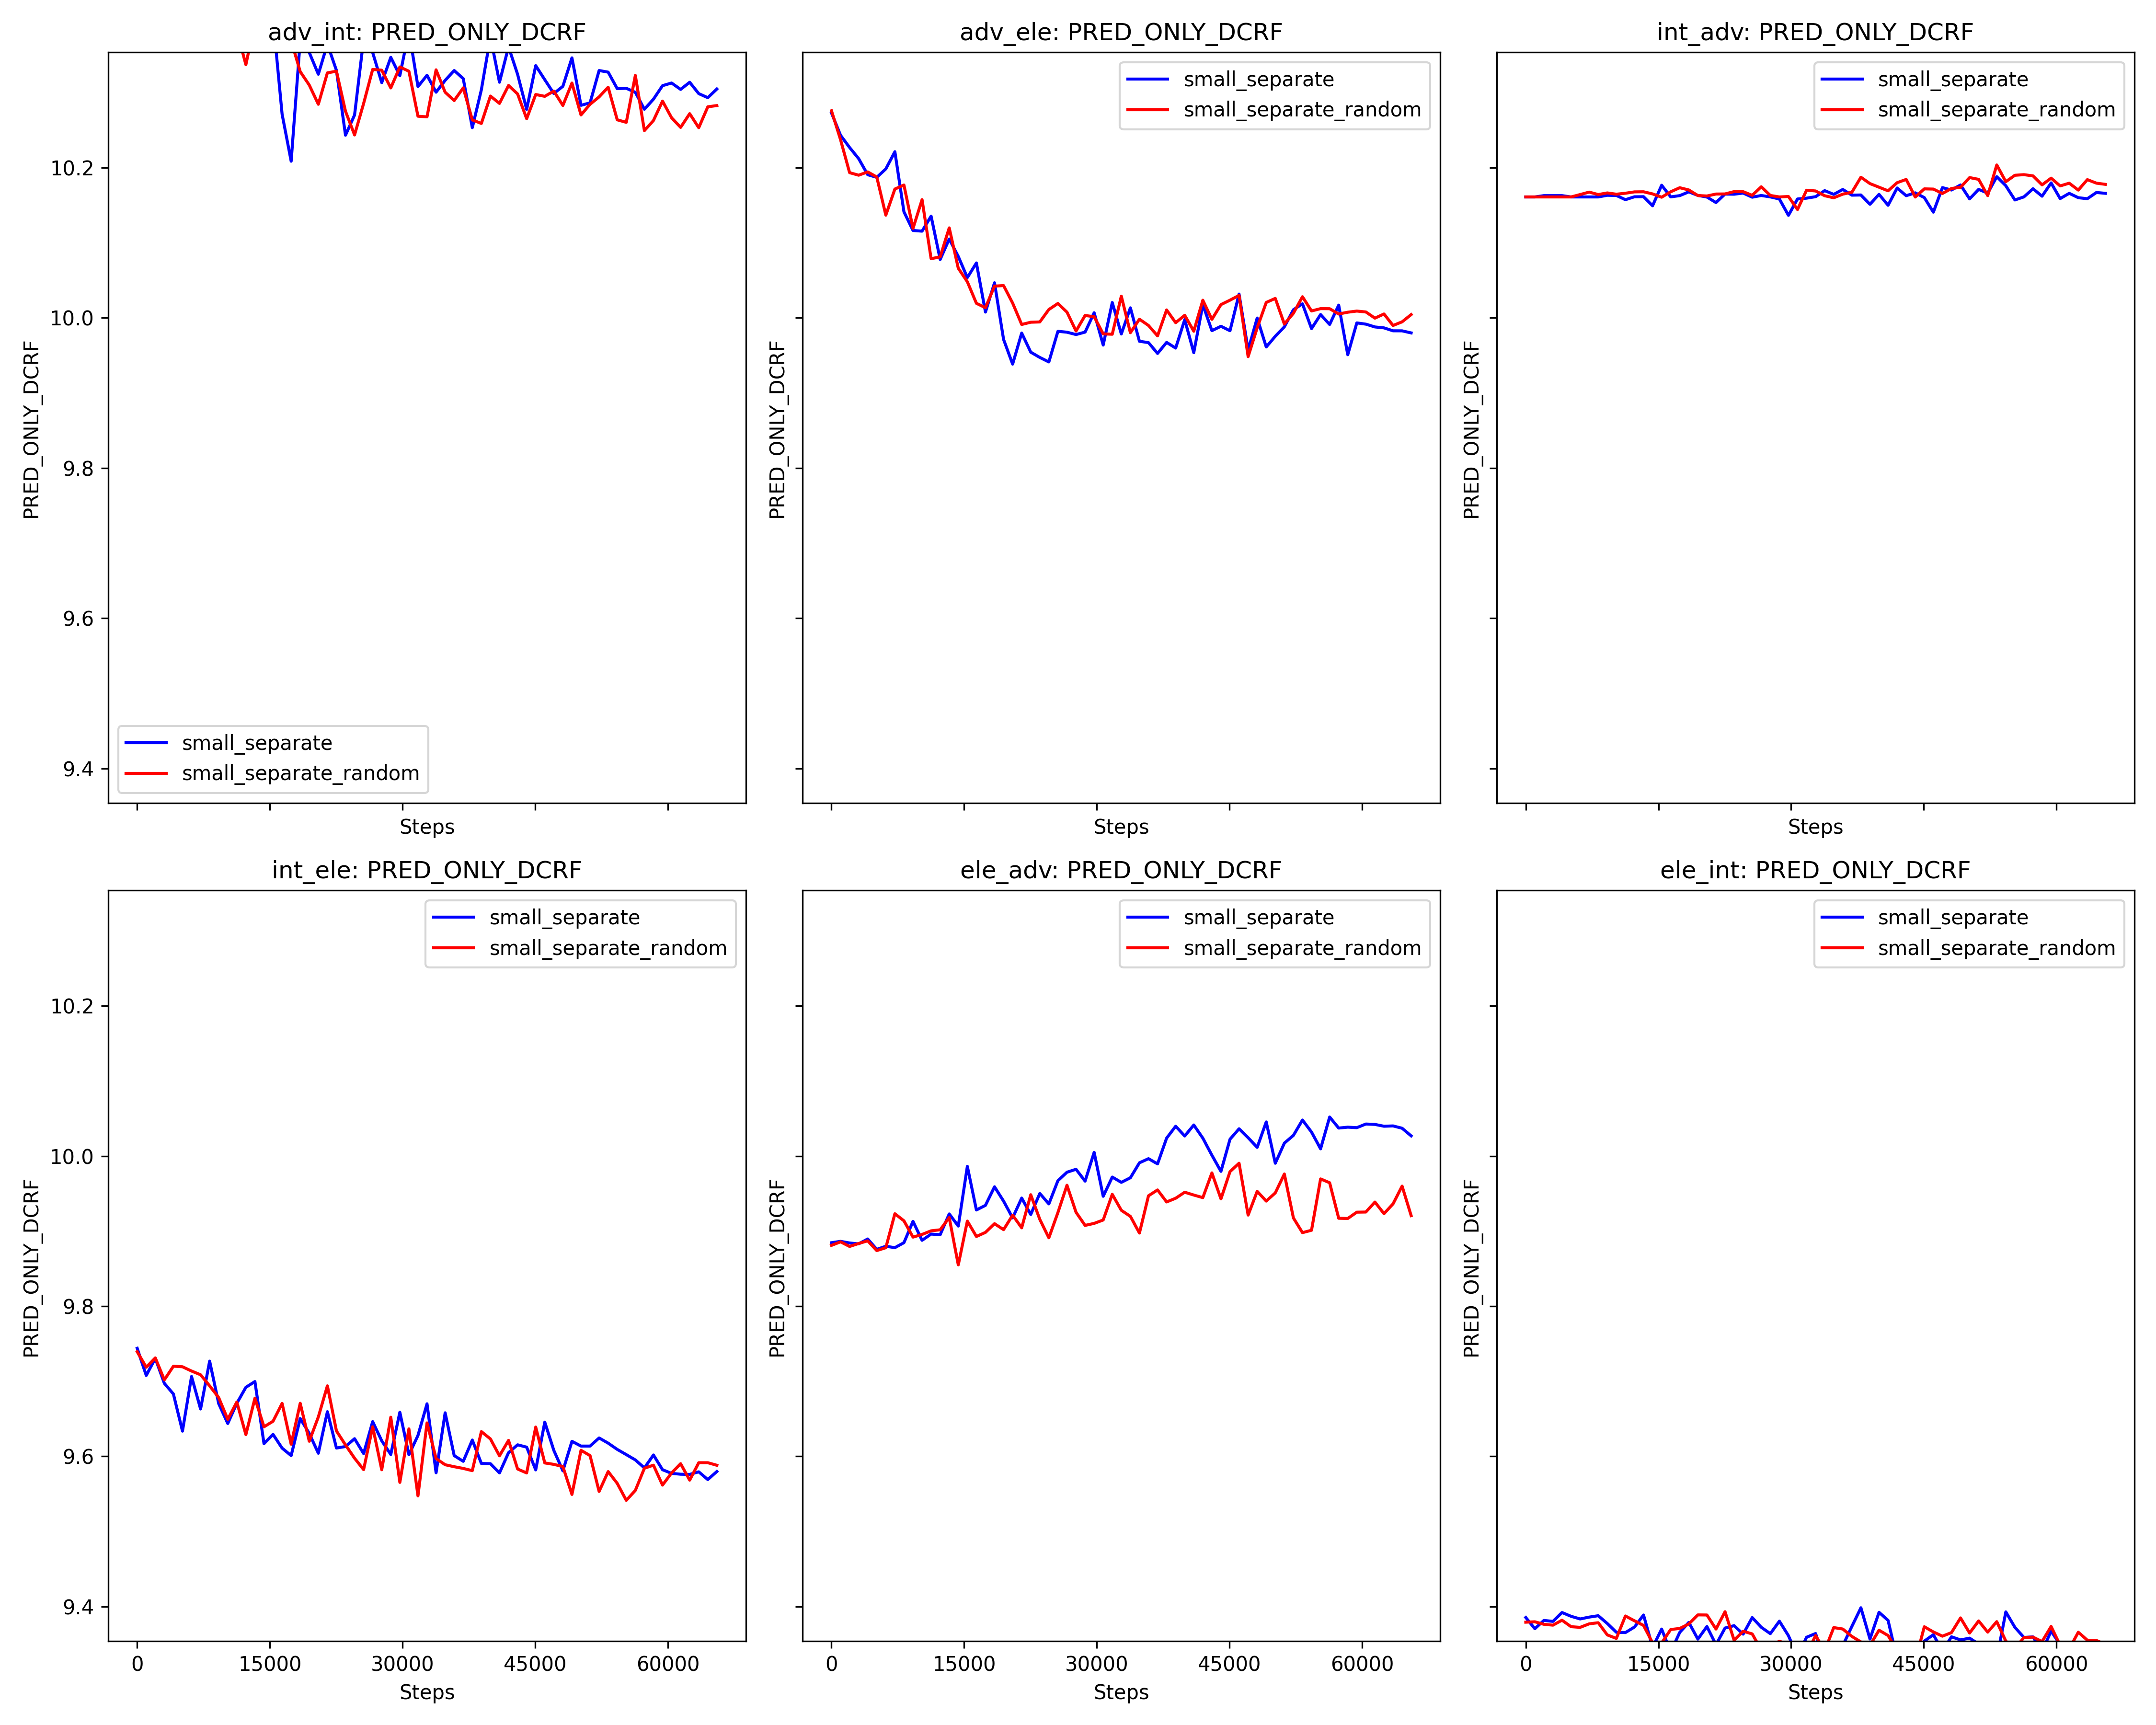 adv_int: PRED_ONLY_DCRF
PRED_ONLY_DCRF
10.2
10.0
9.8
9.6
9.4
small_separate
small_separate_random
Steps
adv_ele: PRED_ONLY_DCRF
PRED_ONLY_DCRF
small_separate
small_separate_random
Steps
int_adv: PRED_ONLY_DCRF
PRED_ONLY_DCRF
small_separate
small_separate_random
Steps
int_ele: PRED_ONLY_DCRF
PRED_ONLY_DCRF
10.2
10.0
9.8
9.6
9.4
small_separate
small_separate_random
0 15000 30000 45000 60000
Steps
ele_adv: PRED_ONLY_DCRF
PRED_ONLY_DCRF
small_separate
small_separate_random
0 15000 30000 45000 60000
Steps
ele_int: PRED_ONLY_DCRF
PRED_ONLY_DCRF
small_separate
small_separate_random
0 15000 30000 45000 60000
Steps